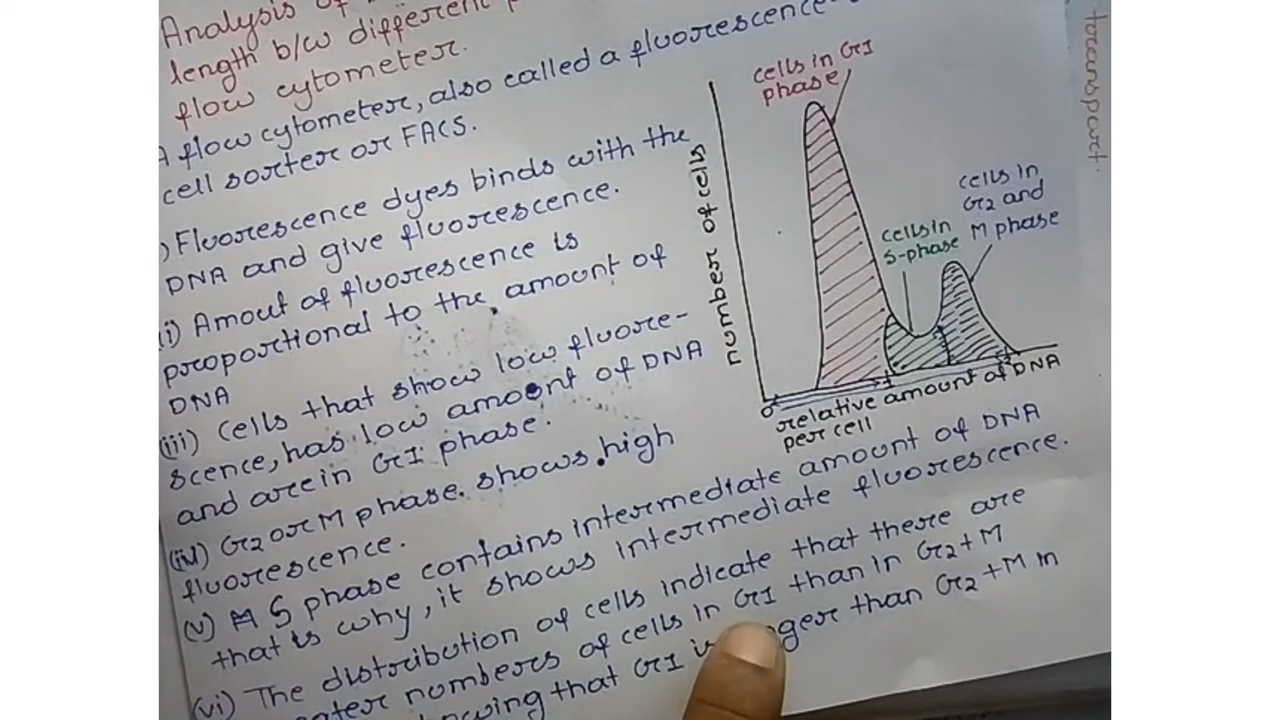 Analysis of
length b/w different
flow cytometer.
A flow cytometer, also called a fluorescence-
cell sorter or FACS.
) Fluorescence dyes binds with the
DNA and give fluorescence.
(i) Amout of fluorescence is
proportional to the amount of
DNA
(iii) Cells that show low fluore-
scence, has low amount of DNA
and are in G1 phase.
(iv) G2 or M phase. shows high
fluorescence.
(v) S phase contains intermediate amount of DNA
that is why, it shows intermediate fluorescence.
(vi) The distribution of cells indicate that there are
numbers of cells in G1 than in G2+M
that G1 is than G2+M in
cells in G1
phase
cells in
S-phase
cells in
G2 and
M phase
number of cells
0
relative amount of DNA
per cell
transport